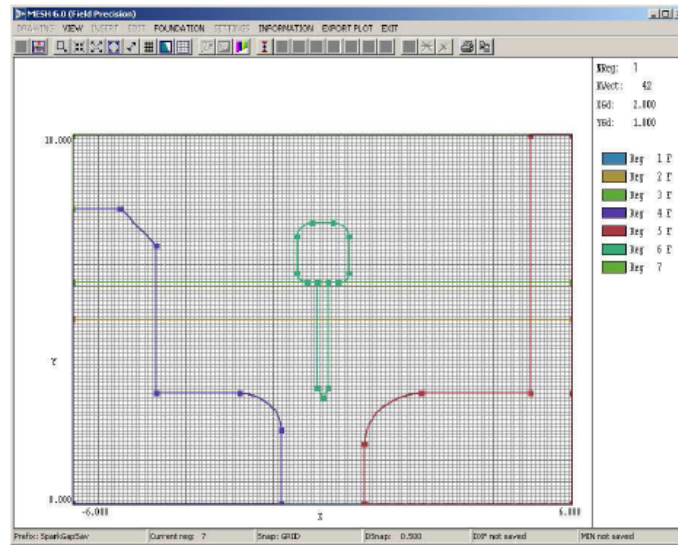 MESH 6.0 (Field Precision)
DRAWING VIEW INSERT EDIT FOUNDATION SETTINGS INFORMATION EXPORT PLOT EXIT
NReg: 7
NVect: 42
XGd: 2.000
YGd: 1.000
10.000
Reg 1 F
Reg 2 F
Reg 3 F
Reg 4 F
Reg 5 F
Reg 6 F
Reg 7
Y
0.000
-6.000
X
6.000
Prefix: SparkGapSav
Current reg: 7
Snap: GRID
DSnap: 0.500
DXF not saved
MIN not saved